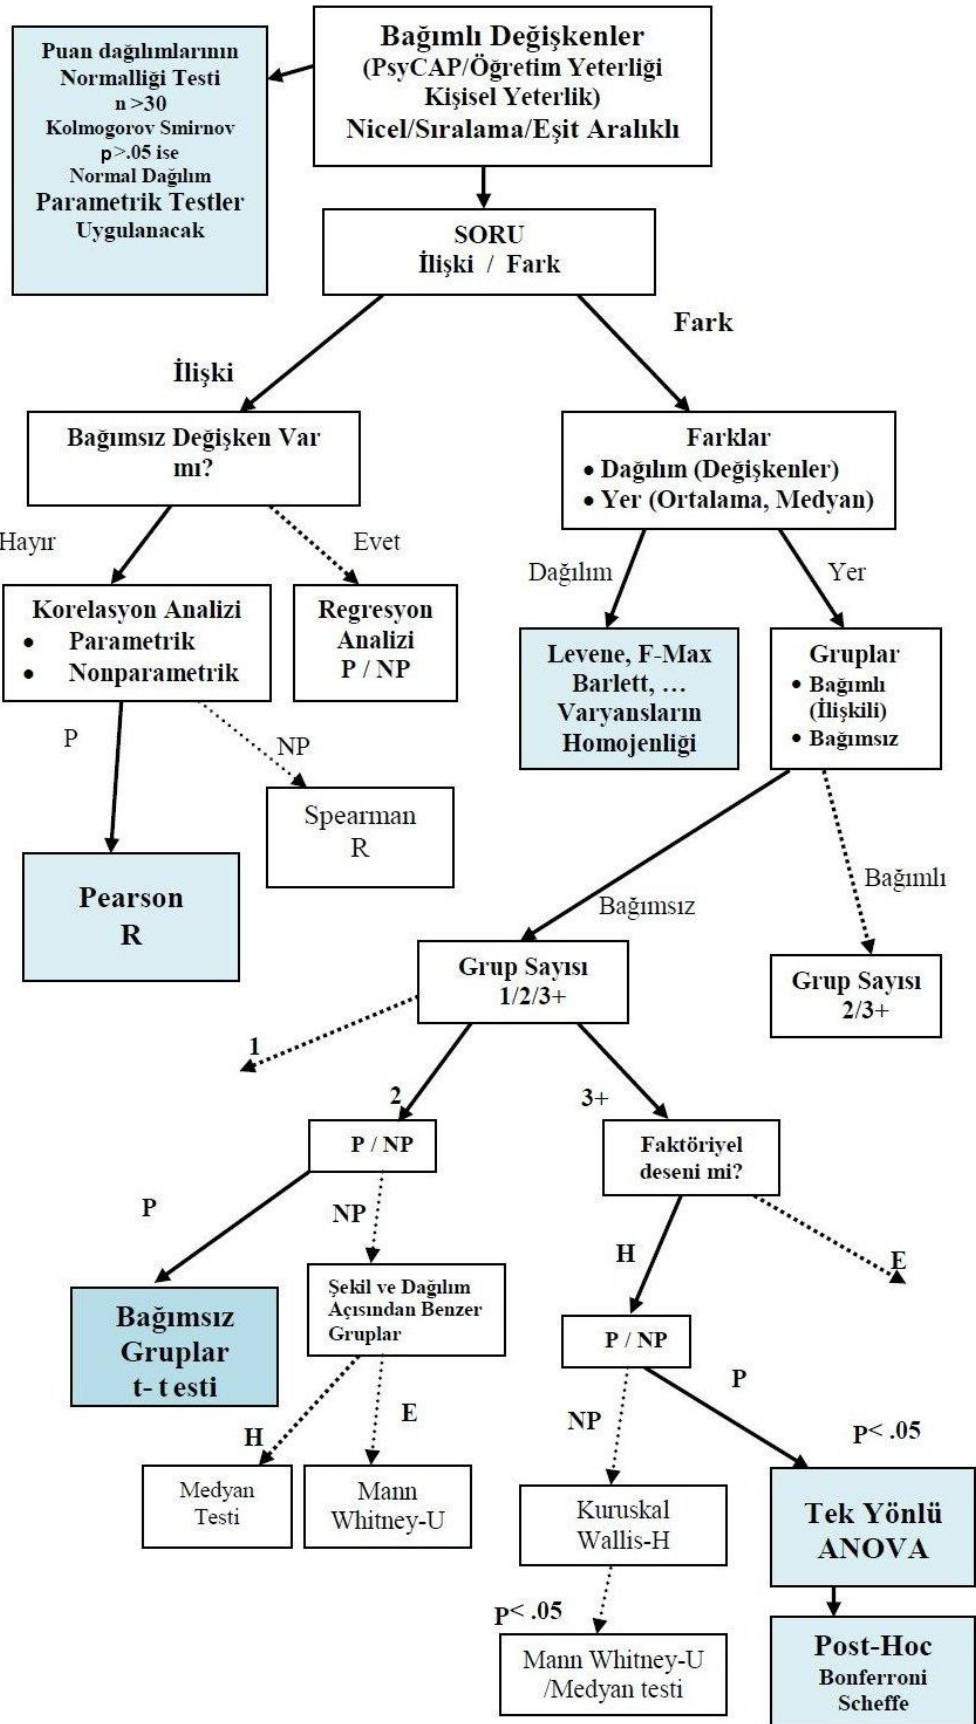 Puan dağılımlarının
Normalliği Testi
n >30
Kolmogorov Smirnov
p>.05 ise
Normal Dağılım
Parametrik Testler
Uygulanacak
Bağımlı Değişkenler
(PsyCAP/Öğretim Yeterliği
Kişisel Yeterlik)
Nicel/Sıralama/Eşit Aralıklı
SORU
İlişki / Fark
İlişki
Fark
Bağımsız Değişken Var
mı?
Farklar
• Dağılım (Değişkenler)
• Yer (Ortalama, Medyan)
Hayır
Evet
Dağılım
Yer
Korelasyon Analizi
• Parametrik
• Nonparametrik
Regresyon
Analizi
P / NP
Levene, F-Max
Barlett, …
Varyansların
Homojenliği
Gruplar
• Bağımlı
(İlişkili)
• Bağımsız
P
NP
Spearman
R
Pearson
R
Bağımsız
Bağımlı
Grup Sayısı
1/2/3+
Grup Sayısı
2/3+
1
2
3+
P / NP
Faktöriyel
deseni mi?
P
NP
H
E
Bağımsız
Gruplar
t- t esti
Şekil ve Dağılım
Açısından Benzer
Gruplar
P / NP
H
E
NP
P
P< .05
Medyan
Testi
Mann
Whitney-U
Kuruskal
Wallis-H
Tek Yönlü
ANOVA
P< .05
Mann Whitney-U
/Medyan testi
Post-Hoc
Bonferroni
Scheffe